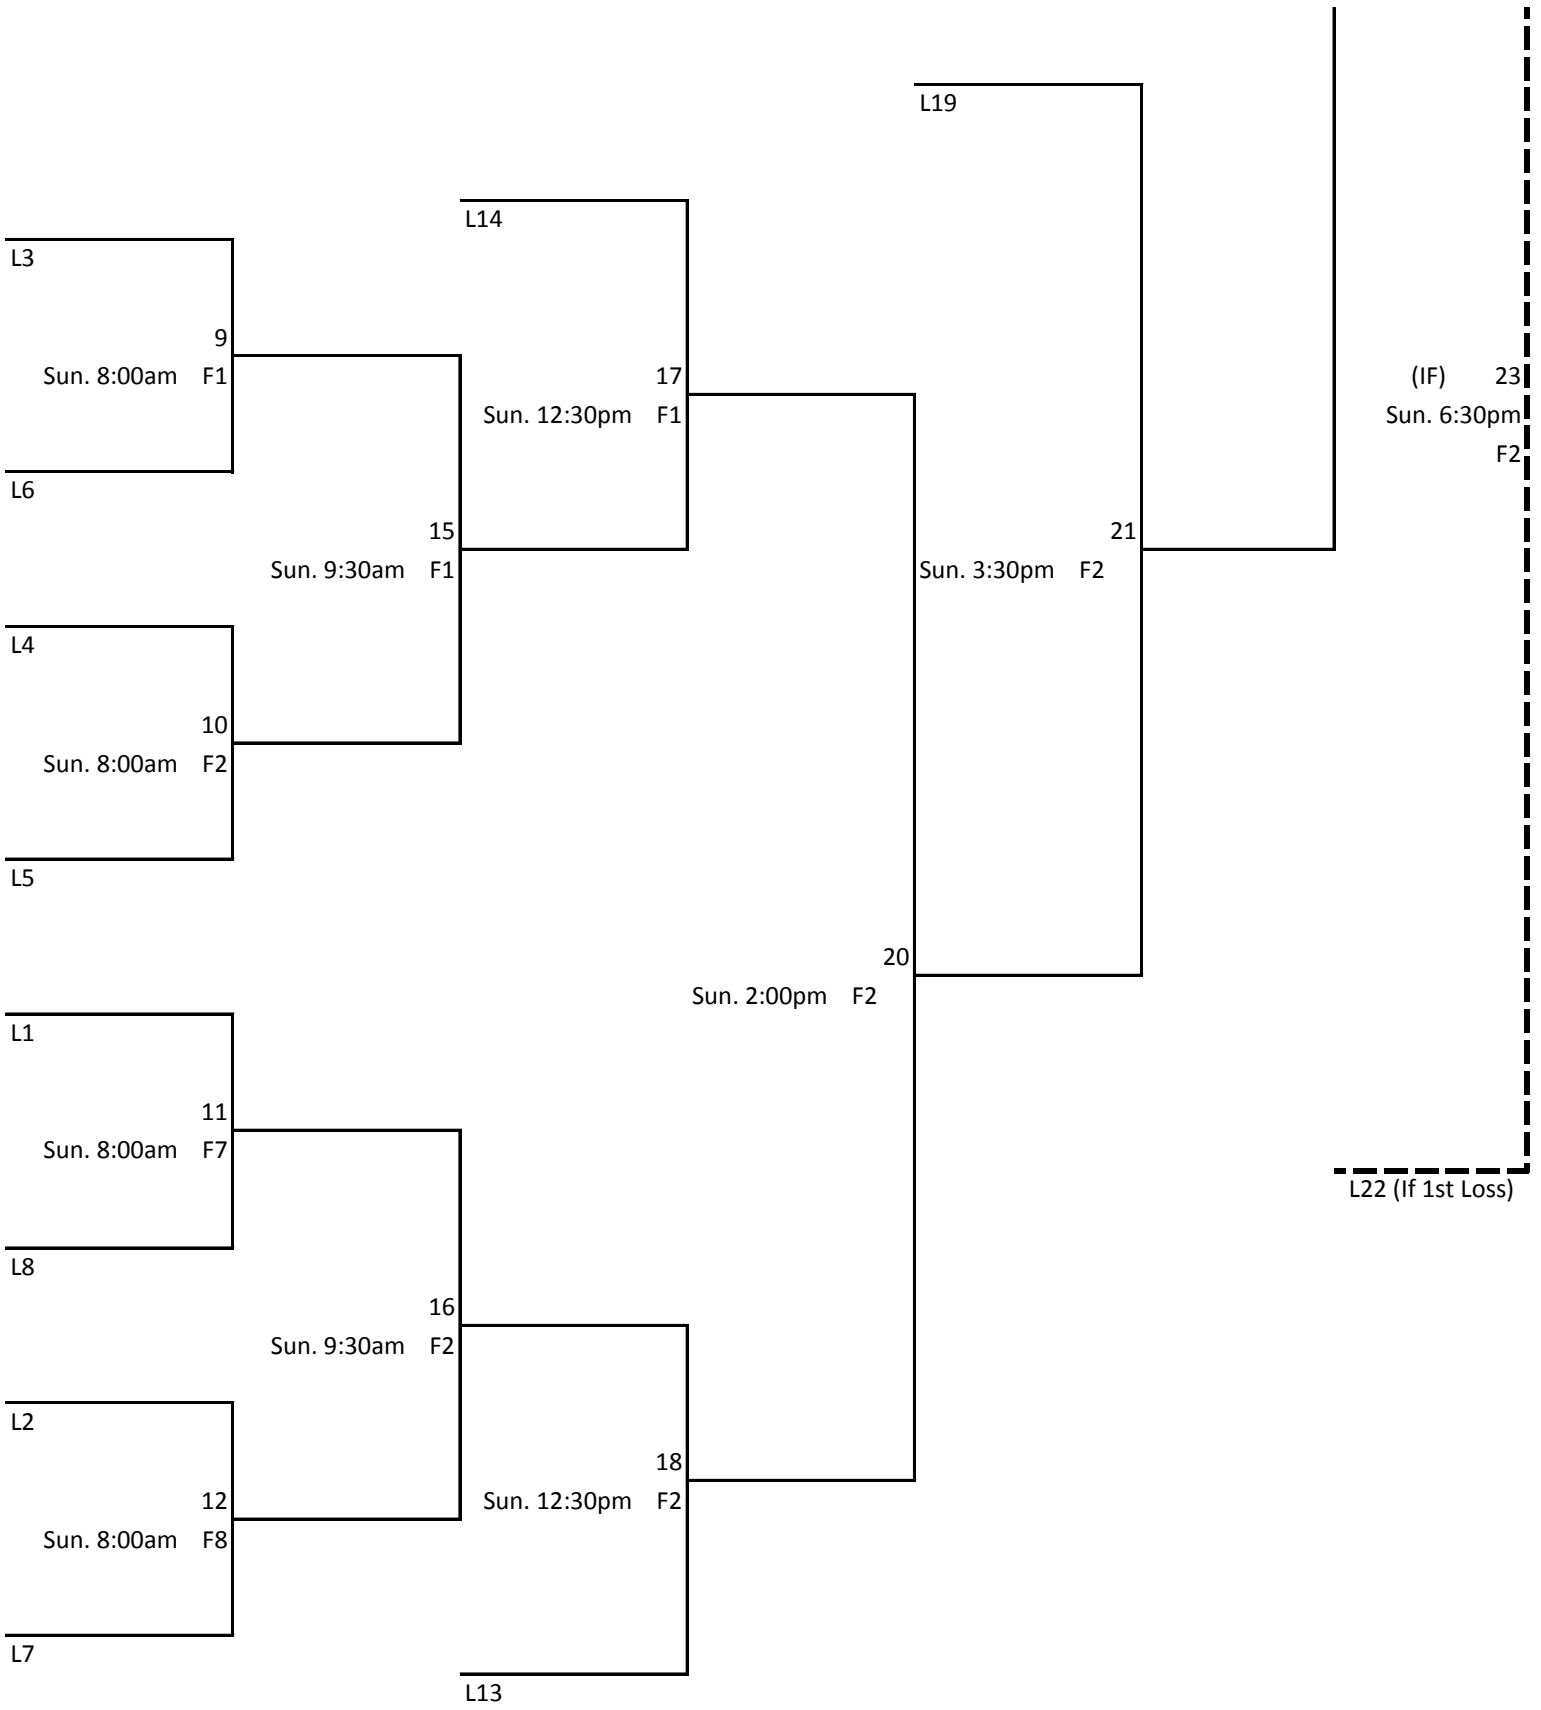 L19
L14
L3
9
Sun. 8:00am F1
17
(IF) 23
Sun. 12:30pm F1
Sun. 6:30pm
F2
L6
15
21
Sun. 9:30am F1
Sun. 3:30pm F2
L4
10
Sun. 8:00am F2
L5
20
Sun. 2:00pm F2
L1
11
Sun. 8:00am F7
L22 (If 1st Loss)
L8
16
Sun. 9:30am F2
L2
18
12
Sun. 12:30pm F2
Sun. 8:00am F8
L7
L13